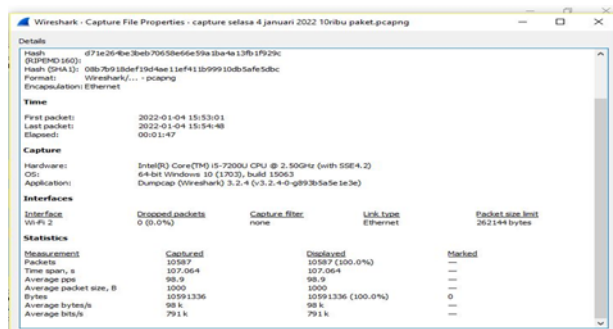 Wireshark - Capture File Properties - capture selasa 4 januari 2022 10ribu paket.pcapng
Details
Hash d71e264be3beb70658e66e59a1ba4a13fb1f929c
(RIPEMD160):
Hash (SHA1): 08b7b918def19d4ae11ef411b99910db5afe5dbc
Format: Wireshark/... - pcapng
Encapsulation: Ethernet
Time
First packet: 2022-01-04 15:53:01
Last packet: 2022-01-04 15:54:48
Elapsed: 00:01:47
Capture
Hardware: Intel(R) Core(TM) i5-7200U CPU @ 2.50GHz (with SSE4.2)
OS: 64-bit Windows 10 (1703), build 15063
Application: Dumpcap (Wireshark) 3.2.4 (v3.2.4-0-g893b5a5e1e3e)
Interfaces
Interface Dropped packets Capture filter Link type Packet size limit
Wi-Fi 2 0 (0.0%) none Ethernet 262144 bytes
Statistics
Measurement Captured Displayed Marked
Packets 10587 10587 (100.0%) —
Time span, s 107.064 107.064 —
Average pps 98.9 98.9 —
Average packet size, B 1000 1000 —
Bytes 10591336 10591336 (100.0%) 0
Average bytes/s 98 k 98 k —
Average bits/s 791 k 791 k —